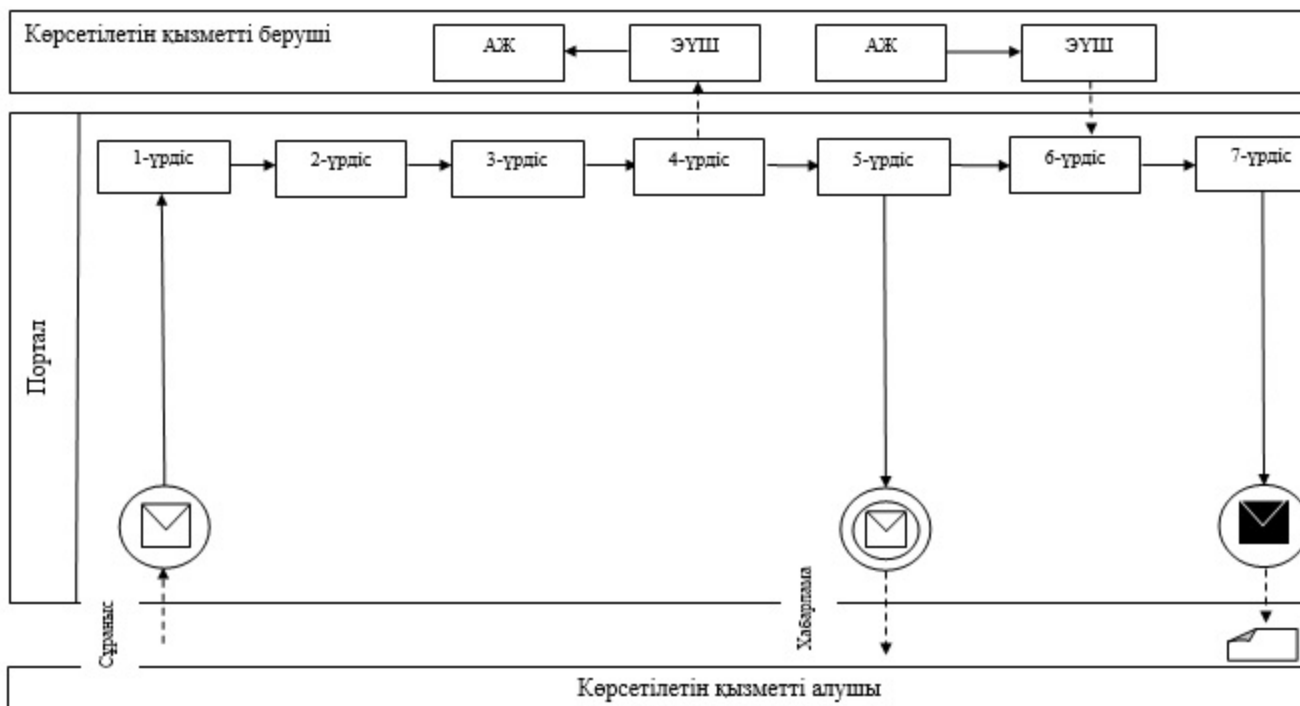 Көрсетілетін қызметті беруші
АЖ
ЭҮШ
АЖ
ЭҮШ
Портал
1-үрдіс
2-үрдіс
3-үрдіс
4-үрдіс
5-үрдіс
6-үрдіс
7-үрдіс
Сұраныс
Хабарлама
Көрсетілетін қызметті алушы